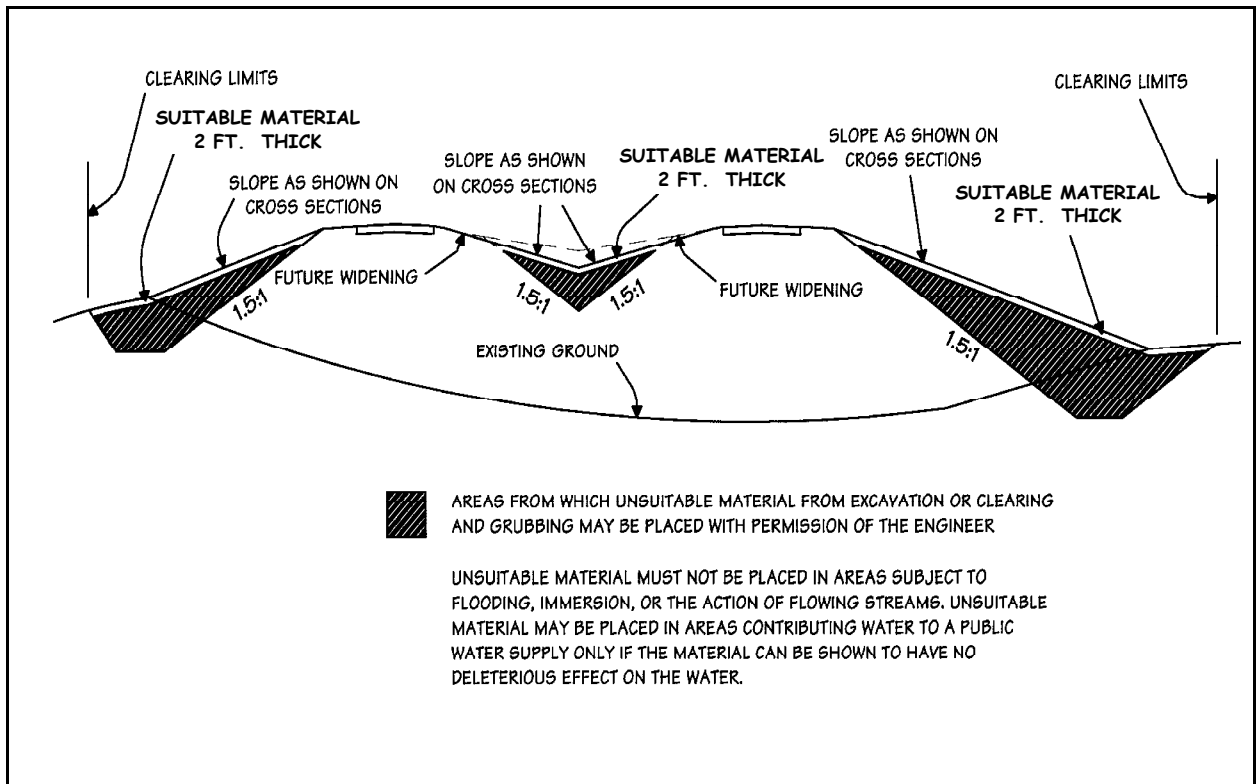 CLEARING LIMITS
SUITABLE MATERIAL
2 FT. THICK
SLOPE AS SHOWN ON
CROSS SECTIONS
SLOPE AS SHOWN
ON CROSS SECTIONS
SUITABLE MATERIAL
2 FT. THICK
SLOPE AS SHOWN ON
CROSS SECTIONS
CLEARING LIMITS
SUITABLE MATERIAL
2 FT. THICK
1.5:1
FUTURE WIDENING
1.5:1
1.5:1
FUTURE WIDENING
1.5:1
EXISTING GROUND
AREAS FROM WHICH UNSUITABLE MATERIAL FROM EXCAVATION OR CLEARING
AND GRUBBING MAY BE PLACED WITH PERMISSION OF THE ENGINEER
UNSUITABLE MATERIAL MUST NOT BE PLACED IN AREAS SUBJECT TO
FLOODING, IMMERSION, OR THE ACTION OF FLOWING STREAMS. UNSUITABLE
MATERIAL MAY BE PLACED IN AREAS CONTRIBUTING WATER TO A PUBLIC
WATER SUPPLY ONLY IF THE MATERIAL CAN BE SHOWN TO HAVE NO
DELETERIOUS EFFECT ON THE WATER.